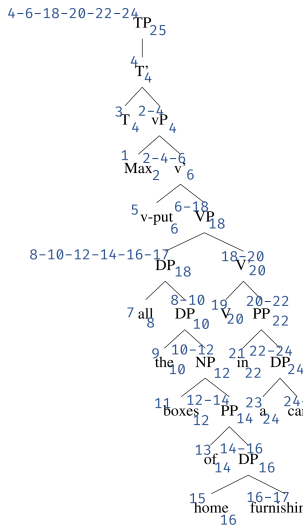 4-6-18-20-22-24 TP 25
4 T’ 4
3 T 4 2-4 vP 4
1 Max 2 2-4-6 v’ 6
5 v-put 6 6-18 VP 18
8-10-12-14-16-17 DP 18 18-20 V’ 20
7 all 8 8-10 DP 10 19 V 20 20-22 PP 22
9 the 10 10-12 NP 12 21 in 22 22-24 DP 24
11 boxes 12 12-14 PP 14 23 a 24 24-
13 of 14 14-16 DP 16
15 home 16 16-17 furnishin